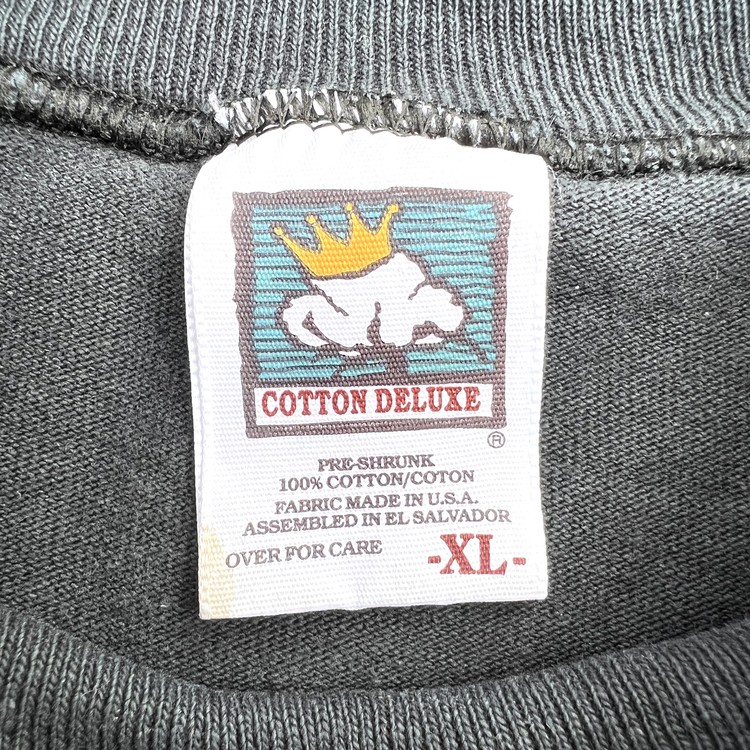 COTTON DELUXE
®
PRE-SHRUNK
100% COTTON/COTON
FABRIC MADE IN U.S.A.
ASSEMBLED IN EL SALVADOR
OVER FOR CARE
-XL-